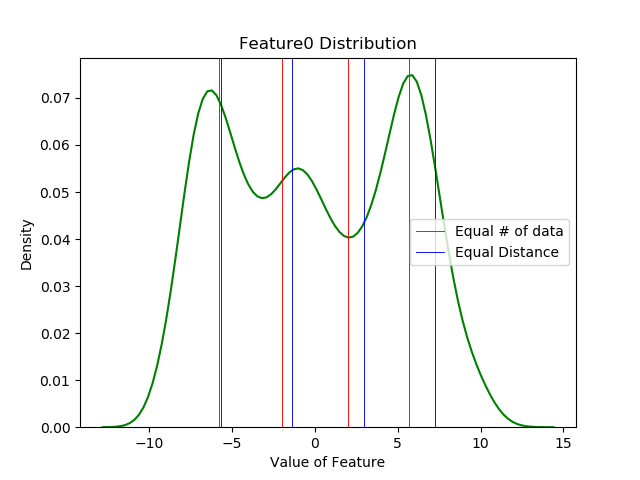 Feature0 Distribution
0.07
0.06
0.05
0.04
0.03
0.02
0.01
0.00
Density
Equal # of data
Equal Distance
−10
−5
0
5
10
15
Value of Feature